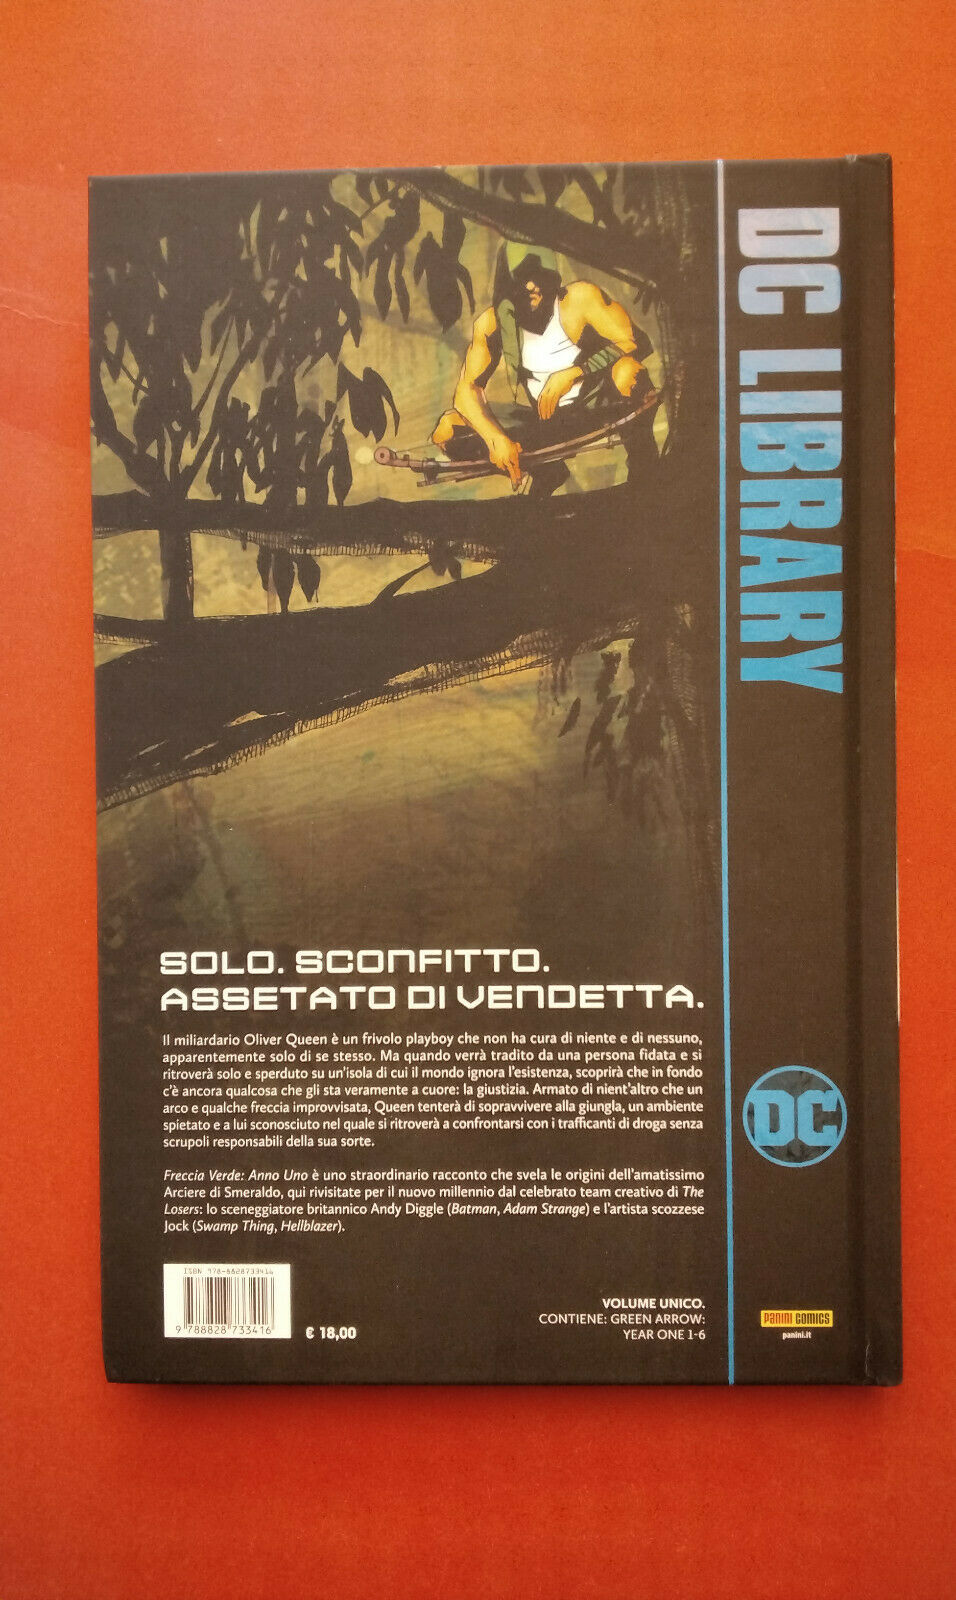 DC LIBRARY
SOLO. SCONFITTO.
ASSETATO DI VENDETTA.
Il miliardario Oliver Queen è un frivolo playboy che non ha cura di niente e di nessuno,
apparentemente solo di se stesso. Ma quando verrà tradito da una persona fidata e si
ritroverà solo e sperduto su un'isola di cui il mondo ignora l'esistenza, scoprirà che in fondo
c'è ancora qualcosa che gli sta veramente a cuore: la giustizia. Armato di nient'altro che un
arco e qualche freccia improvvisata, Queen tenterà di sopravvivere alla giungla, un ambiente
spietato e a lui sconosciuto nel quale si ritroverà a confrontarsi con i trafficanti di droga senza
scrupoli responsabili della sua sorte.
Freccia Verde: Anno Uno è uno straordinario racconto che svela le origini dell'amatissimo
Arciere di Smeraldo, qui rivisitate per il nuovo millennio dal celebrato team creativo di The
Losers: lo sceneggiatore britannico Andy Diggle (Batman, Adam Strange) e l'artista scozzese
Jock (Swamp Thing, Hellblazer).
DC
ISBN 978-8828733416
9 788828 733416
€ 18,00
VOLUME UNICO.
CONTIENE: GREEN ARROW:
YEAR ONE 1-6
PANINI COMICS
panini.it